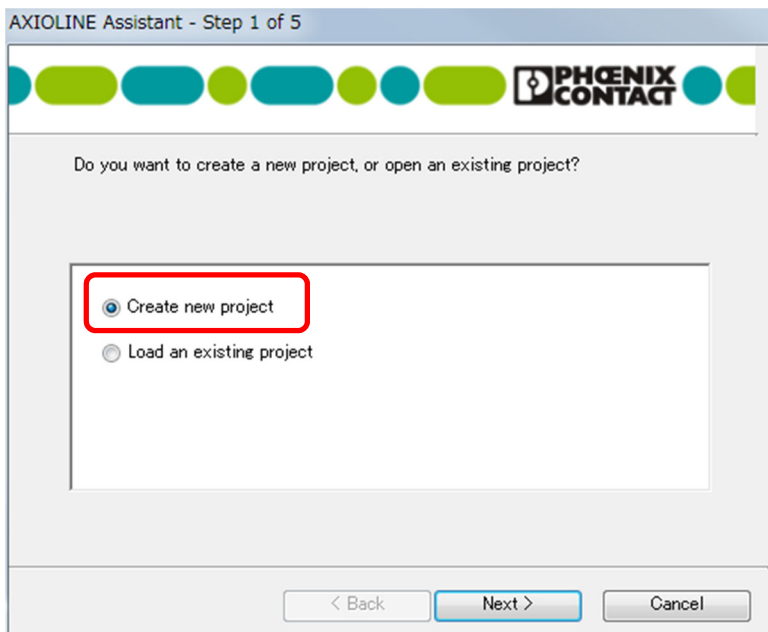 AXIOLINE Assistant - Step 1 of 5
PHŒNIX
CONTACT
Do you want to create a new project, or open an existing project?
Create new project
Load an existing project
< Back
Next >
Cancel